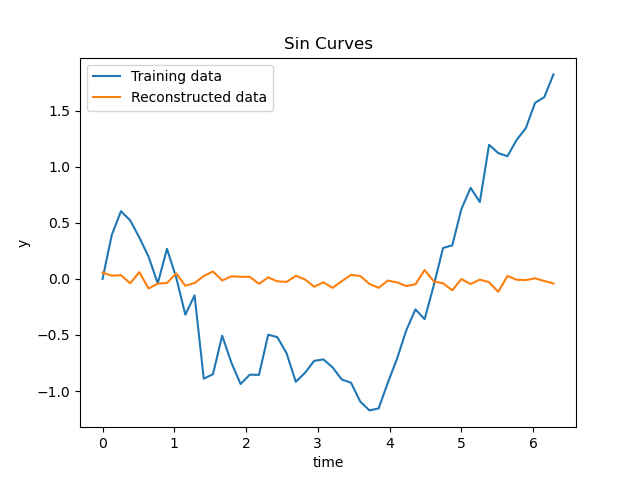 Sin Curves
Training data
Reconstructed data
1.5
1.0
0.5
0.0
−0.5
−1.0
y
0 1 2 3 4 5 6
time